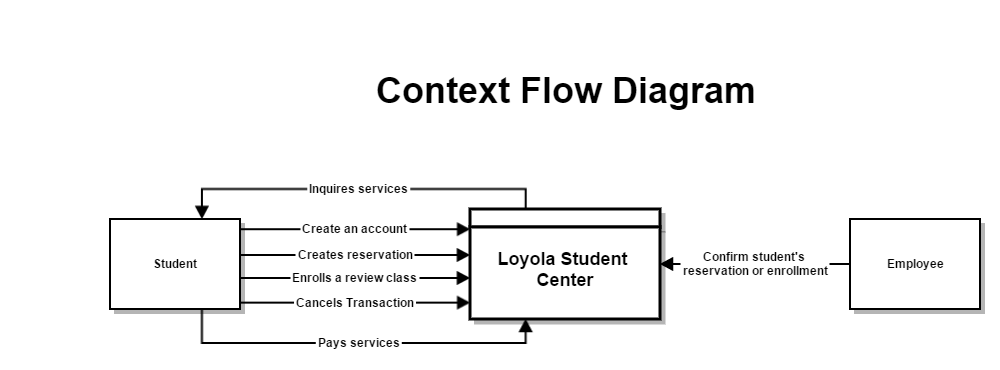 Context Flow Diagram
Inquires services
Create an account
Creates reservation
Enrolls a review class
Cancels Transaction
Pays services
Student
Loyola Student
Center
Confirm student's
reservation or enrollment
Employee